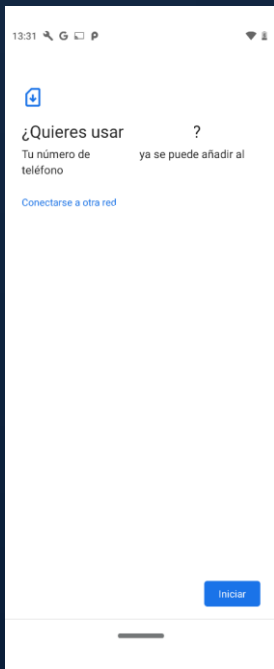 13:31
¿Quieres usar ?
Tu número de ya se puede añadir al
teléfono
Conectarse a otra red
Iniciar